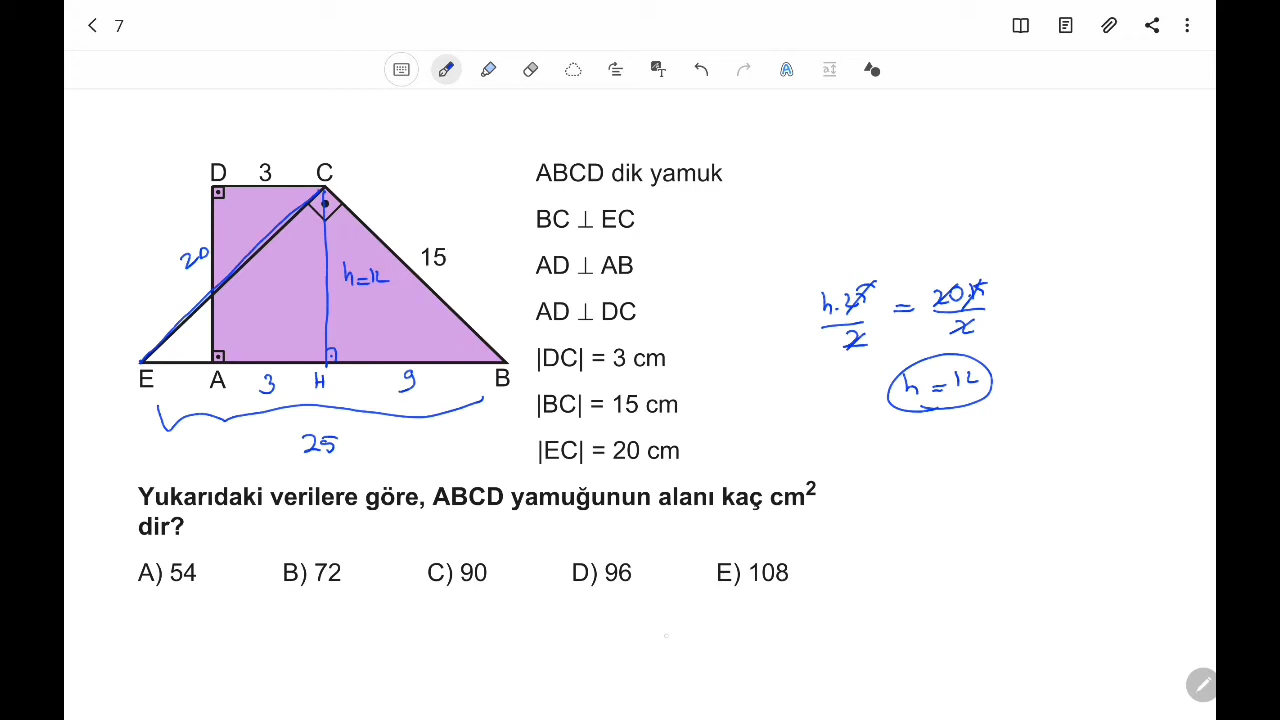 7
D 3 C
20
15
h=12
E A 3 H 9 B
25
ABCD dik yamuk
BC ⊥ EC
AD ⊥ AB
AD ⊥ DC
|DC| = 3 cm
|BC| = 15 cm
|EC| = 20 cm
h = 12
Yukarıdaki verilere göre, ABCD yamuğunun alanı kaç cm²
dir?
A) 54 B) 72 C) 90 D) 96 E) 108